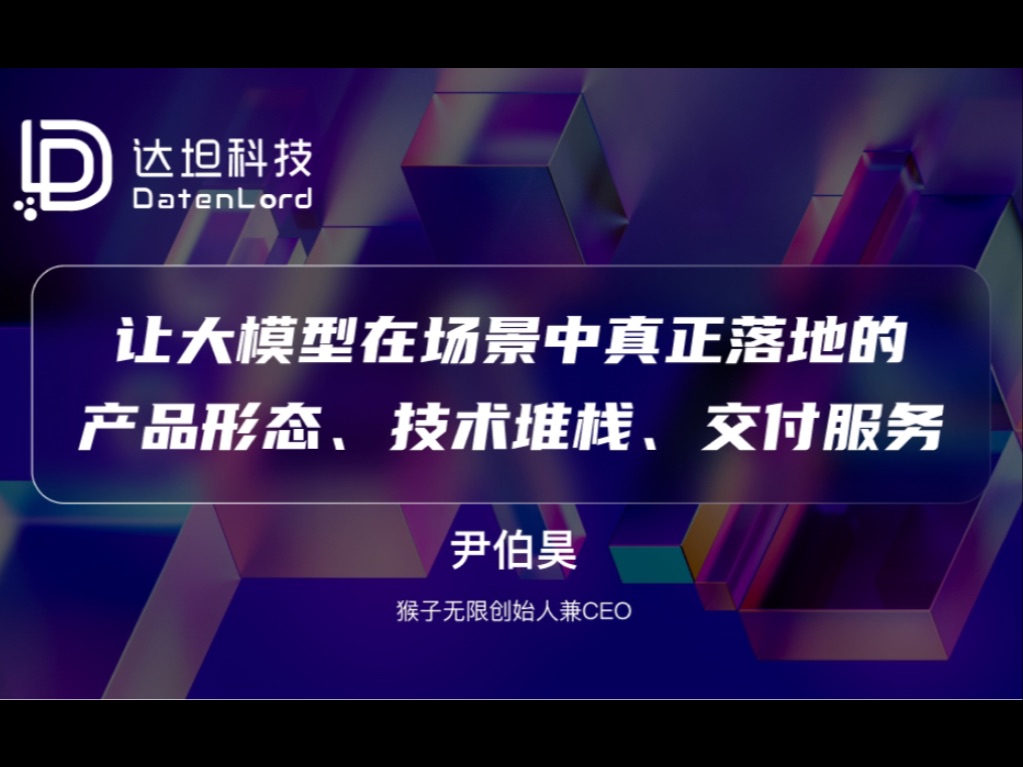 达坦科技
DatenLord
让大模型在场景中真正落地的
产品形态、技术堆栈、交付服务
尹伯昊
猴子无限创始人兼CEO